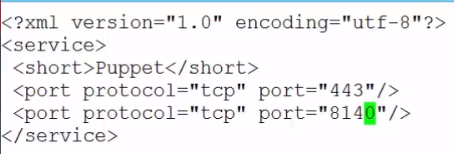 <?xml version="1.0" encoding="utf-8"?>
<service>
 <short>Puppet</short>
 <port protocol="tcp" port="443"/>
 <port protocol="tcp" port="8140"/>
</service>